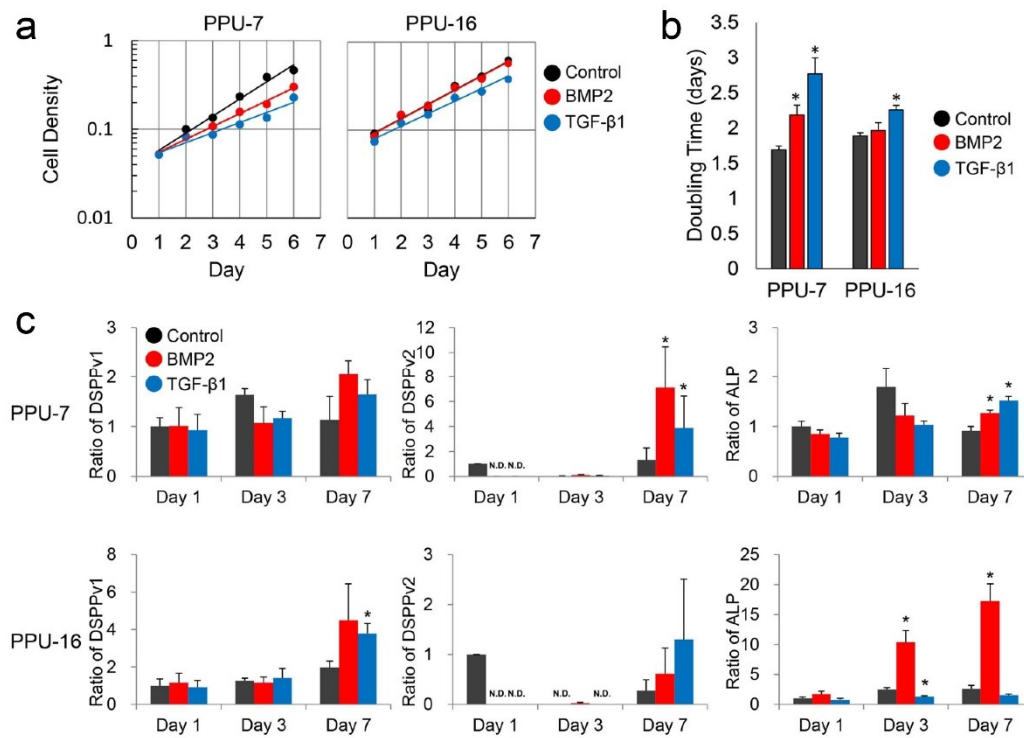 a
PPU-7
PPU-16
1
0.1
0.01
Cell Density
0 1 2 3 4 5 6 7
Day
0 1 2 3 4 5 6 7
Day
Control
BMP2
TGF-β1
b
3.5
3
2.5
2
1.5
1
0.5
0
Doubling Time (days)
* * *
PPU-7 PPU-16
Control
BMP2
TGF-β1
c
PPU-7
3
2
1
0
Ratio of DSPPv1
Control
BMP2
TGF-β1
Day 1 Day 3 Day 7
12
10
8
6
4
2
0
Ratio of DSPPv2
N.D. N.D.
* *
Day 1 Day 3 Day 7
3
2
1
0
Ratio of ALP
* *
Day 1 Day 3 Day 7
PPU-16
8
6
4
2
0
Ratio of DSPPv1
*
Day 1 Day 3 Day 7
3
2
1
0
Ratio of DSPPv2
N.D. N.D. N.D. N.D.
Day 1 Day 3 Day 7
25
20
15
10
5
0
Ratio of ALP
* * *
Day 1 Day 3 Day 7